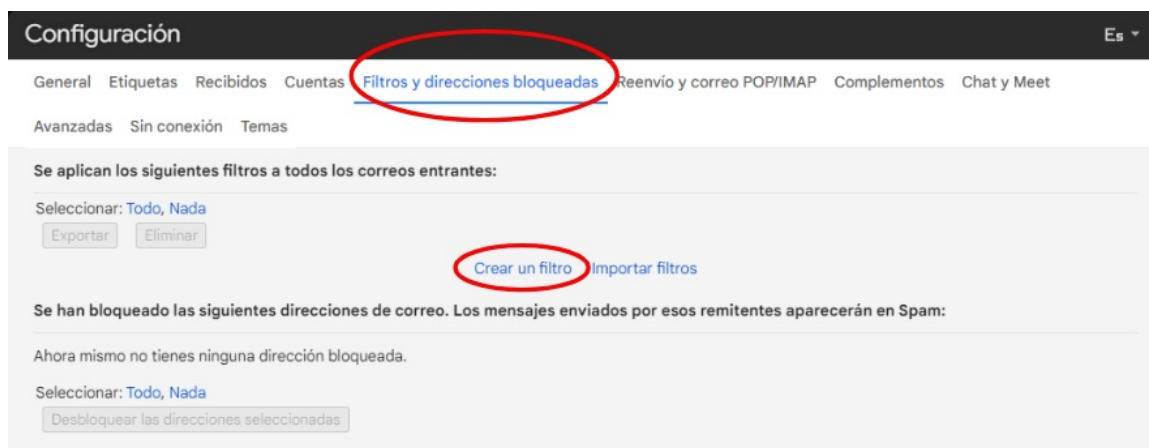 Configuración Es
General Etiquetas Recibidos Cuentas Filtros y direcciones bloqueadas Reenvío y correo POP/IMAP Complementos Chat y Meet
Avanzadas Sin conexión Temas
Se aplican los siguientes filtros a todos los correos entrantes:
Seleccionar: Todo, Nada
Exportar Eliminar
Crear un filtro Importar filtros
Se han bloqueado las siguientes direcciones de correo. Los mensajes enviados por esos remitentes aparecerán en Spam:
Ahora mismo no tienes ninguna dirección bloqueada.
Seleccionar: Todo, Nada
Desbloquear las direcciones seleccionadas